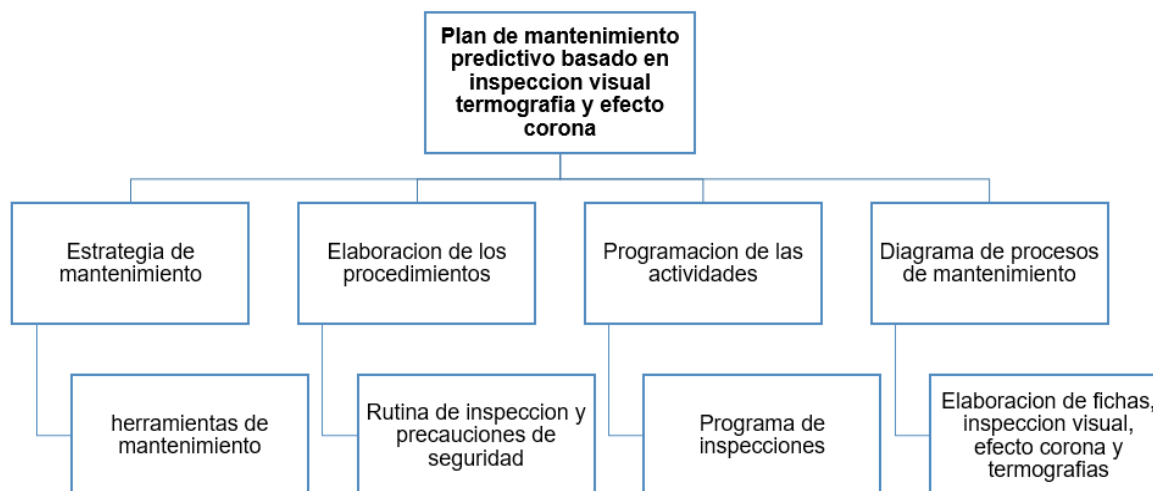 Plan de mantenimiento
predictivo basado en
inspeccion visual
termografia y efecto
corona
Estrategia de
mantenimiento
Elaboracion de los
procedimientos
Programacion de las
actividades
Diagrama de procesos
de mantenimiento
herramientas de
mantenimiento
Rutina de inspeccion y
precauciones de
seguridad
Programa de
inspecciones
Elaboracion de fichas,
inspeccion visual,
efecto corona y
termografias